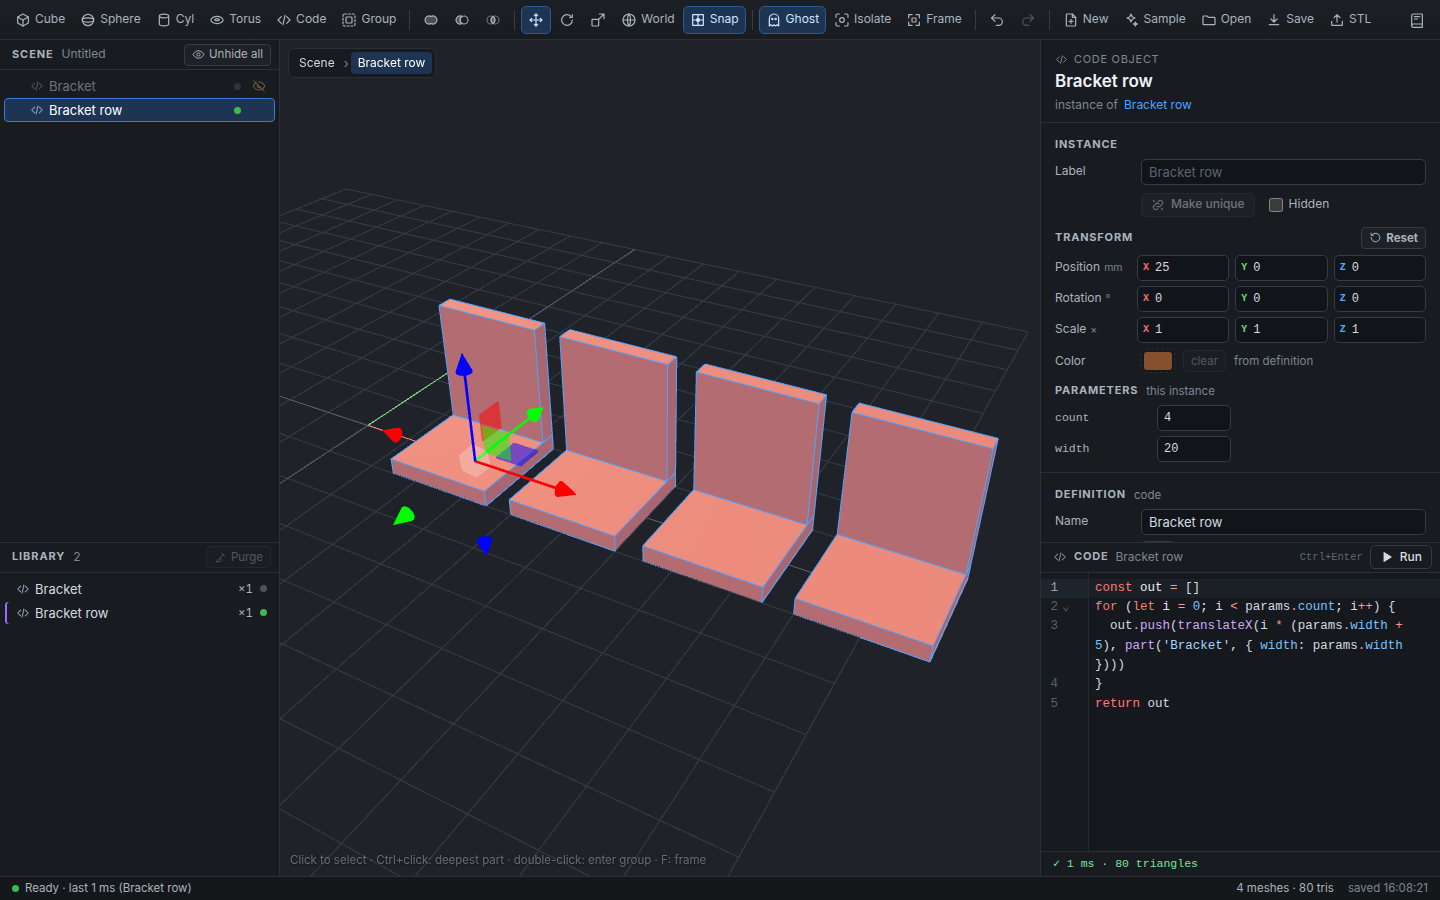 Cube Sphere Cyl Torus Code Group World Snap Ghost Isolate Frame New Sample Open Save STL
SCENE Untitled Unhide all
Bracket
Bracket row
Scene › Bracket row
Click to select · Ctrl+click: deepest part · double-click: enter group · F: frame
LIBRARY 2 Purge
Bracket ×1
Bracket row ×1
CODE OBJECT
Bracket row
instance of Bracket row
INSTANCE
Label Bracket row
Make unique Hidden
TRANSFORM Reset
Position mm X 25 Y 0 Z 0
Rotation ° X 0 Y 0 Z 0
Scale × X 1 Y 1 Z 1
Color clear from definition
PARAMETERS this instance
count 4
width 20
DEFINITION code
Name Bracket row
CODE Bracket row Ctrl+Enter Run
1 const out = []
2 for (let i = 0; i < params.count; i++) {
3 out.push(translateX(i * (params.width +
5), part('Bracket', { width: params.width
})))
4 }
5 return out
✓ 1 ms · 80 triangles
Ready · last 1 ms (Bracket row) 4 meshes · 80 tris saved 16:08:21